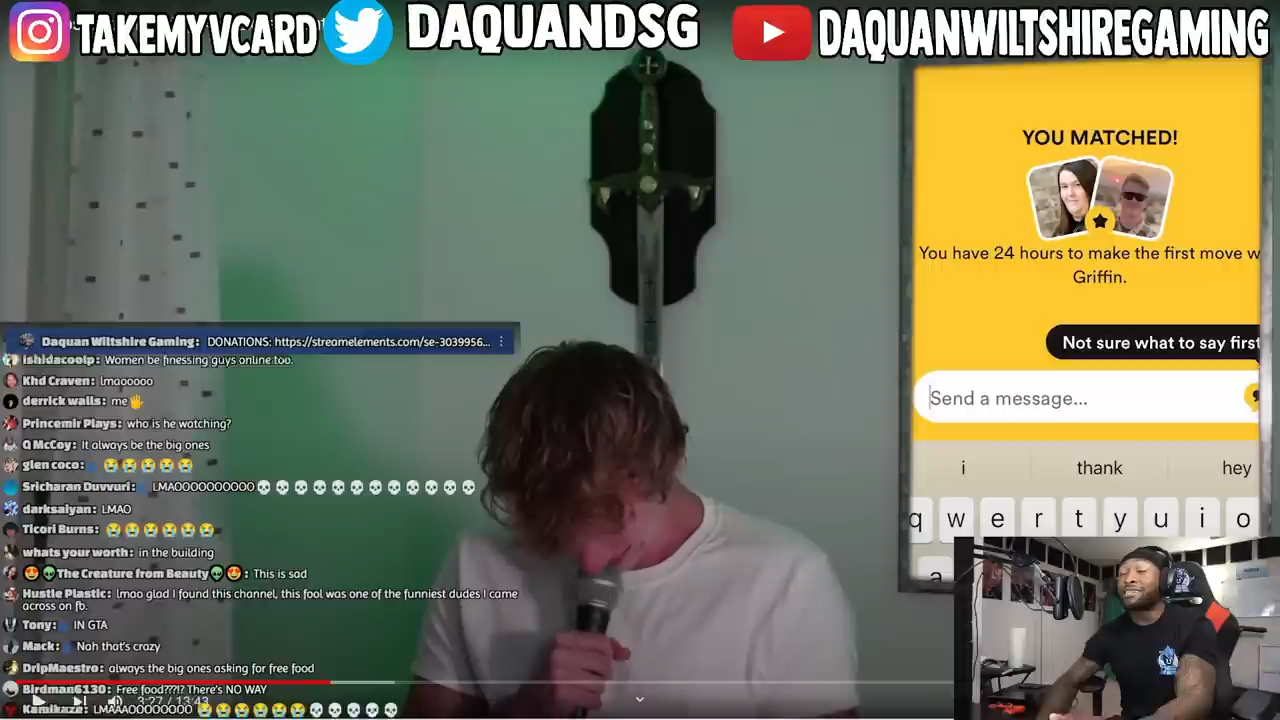 TAKEMYVCARD
DAQUANDSG
DAQUANWILTSHIREGAMING
YOU MATCHED!
You have 24 hours to make the first move w
Griffin.
Not sure what to say first
Send a message...
i thank hey
q w e r t y u i o
a
Daquan Wiltshire Gaming: DONATIONS: https://streamelements.com/se-3039956...
ishidacoolp: Women be finessing guys online too.
Khd Craven: lmaooooo
derrick walls: me🖐
Princemir Plays: who is he watching?
Q McCoy: It always be the big ones
glen coco: 😭😭😭😭😭
Sricharan Duvvuri: LMAOOOOOOOOOO💀💀💀💀💀💀💀💀💀💀💀💀
darksaiyan: LMAO
Ticori Burns: 😭😭😭😭😭😭
whats your worth: in the building
😍👽The Creature from Beauty👽😍: This is sad
Hustle Plastic: lmao glad I found this channel, this fool was one of the funniest dudes I came
across on fb.
Tony: IN GTA
Mack: Nah that's crazy
DripMaestro: always the big ones asking for free food
Birdman6130: Free food???!? There's NO WAY
3:27 / 13:43
Kamikaze: LMAAAOOOOOOOO 😭😭😭😭😭😭💀💀💀💀💀